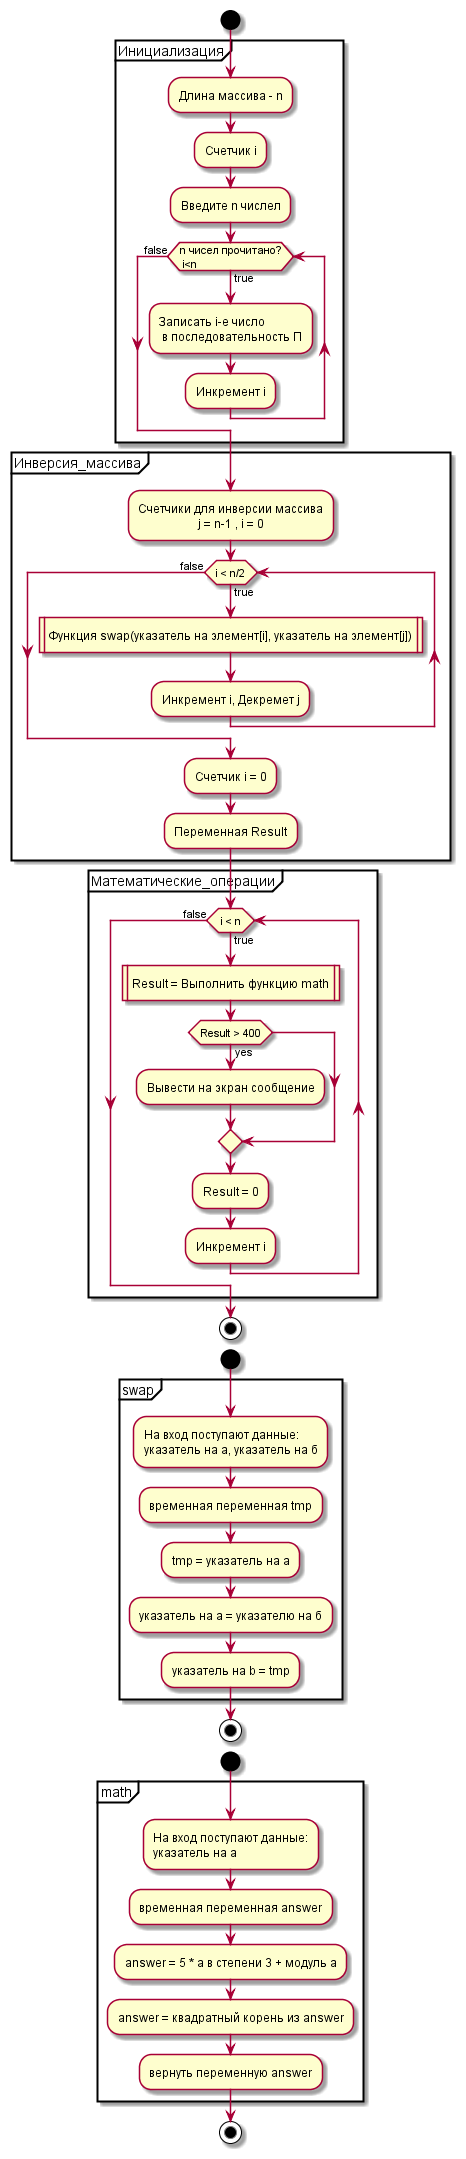 Инициализация
Длина массива - n
Счетчик i
Введите n числел
false
n чисел прочитано?
i<n
true
Записать i-е число
в последовательность П
Инкремент i
Инверсия_массива
Счетчики для инверсии массива
j = n-1 , i = 0
false
i < n/2
true
Функция swap(указатель на элемент[i], указатель на элемент[j])
Инкремент i, Декремет j
Счетчик i = 0
Переменная Result
Математические_операции
false
i < n
true
Result = Выполнить функцию math
Result > 400
yes
Вывести на экран сообщение
Result = 0
Инкремент i
swap
На вход поступают данные:
указатель на а, указатель на б
временная переменная tmp
tmp = указатель на а
указатель на а = указателю на б
указатель на b = tmp
math
На вход поступают данные:
указатель на а
временная переменная answer
answer = 5 * а в степени 3 + модуль а
answer = квадратный корень из answer
вернуть переменную answer